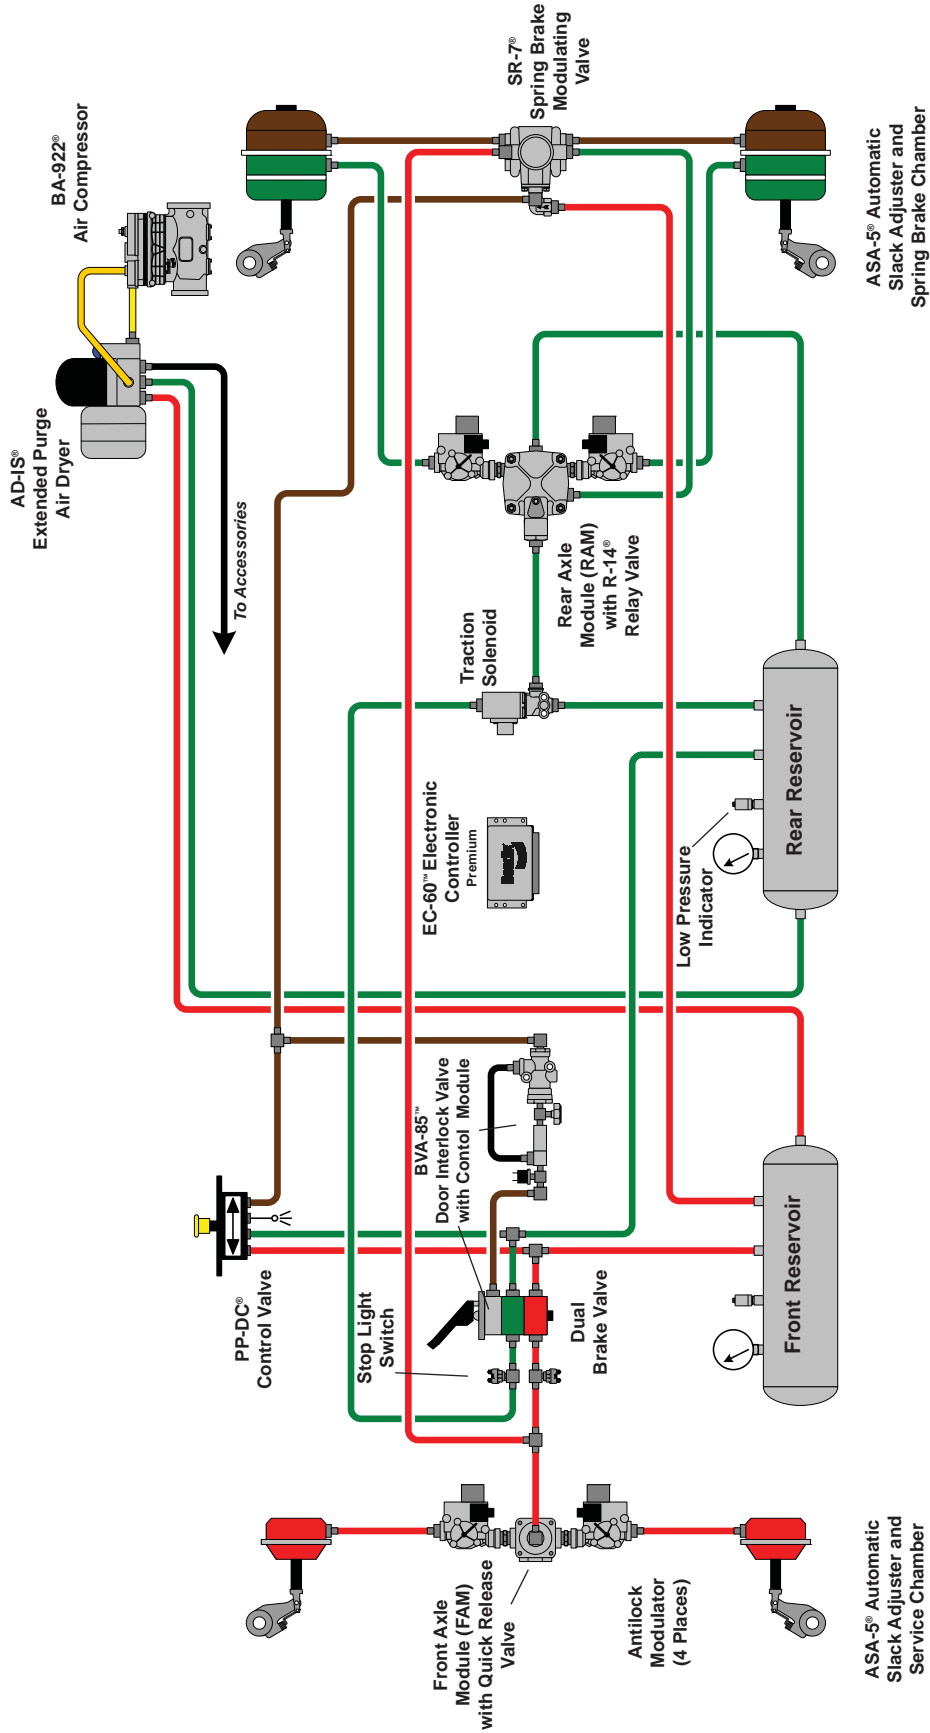 AD-IS®
Extended Purge
Air Dryer
BA-922®
Air Compressor
To Accessories
SR-7®
Spring Brake
Modulating
Valve
ASA-5® Automatic
Slack Adjuster and
Spring Brake Chamber
Traction
Solenoid
Rear Axle
Module (RAM)
with R-14®
Relay Valve
EC-60™ Electronic
Controller
Premium
Bendix
Low Pressure
Indicator
Rear Reservoir
PP-DC®
Control Valve
BVA-85™
Door Interlock Valve
with Contol Module
Stop Light
Switch
Dual
Brake Valve
Front Reservoir
Front Axle
Module (FAM)
with Quick Release
Valve
Antilock
Modulator
(4 Places)
ASA-5® Automatic
Slack Adjuster and
Service Chamber